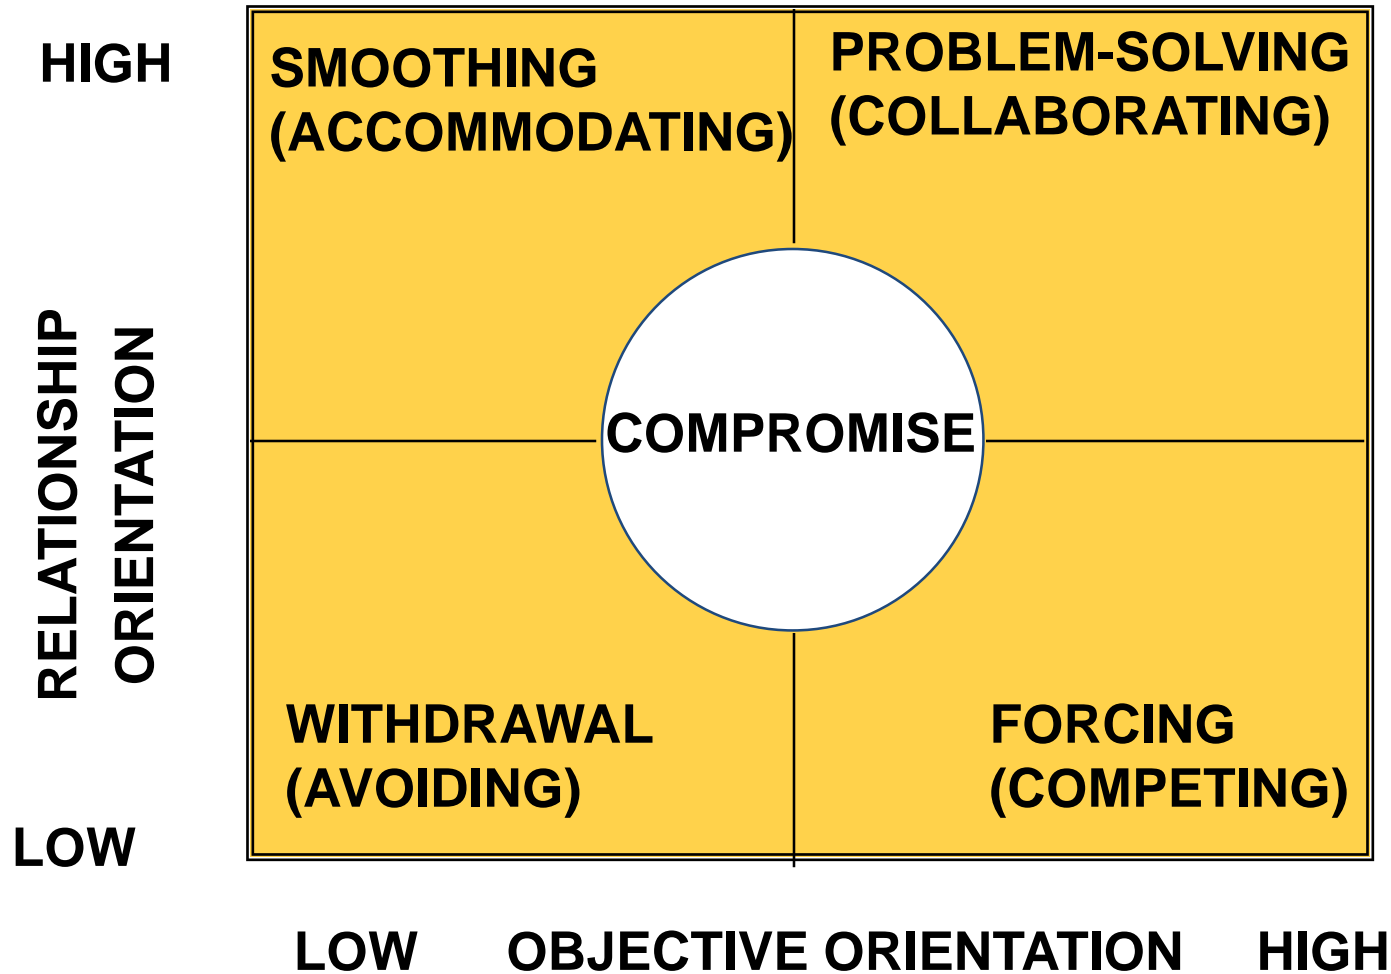 HIGH
SMOOTHING
(ACCOMMODATING)
PROBLEM-SOLVING
(COLLABORATING)
RELATIONSHIP
ORIENTATION
COMPROMISE
WITHDRAWAL
(AVOIDING)
FORCING
(COMPETING)
LOW
LOW OBJECTIVE ORIENTATION HIGH